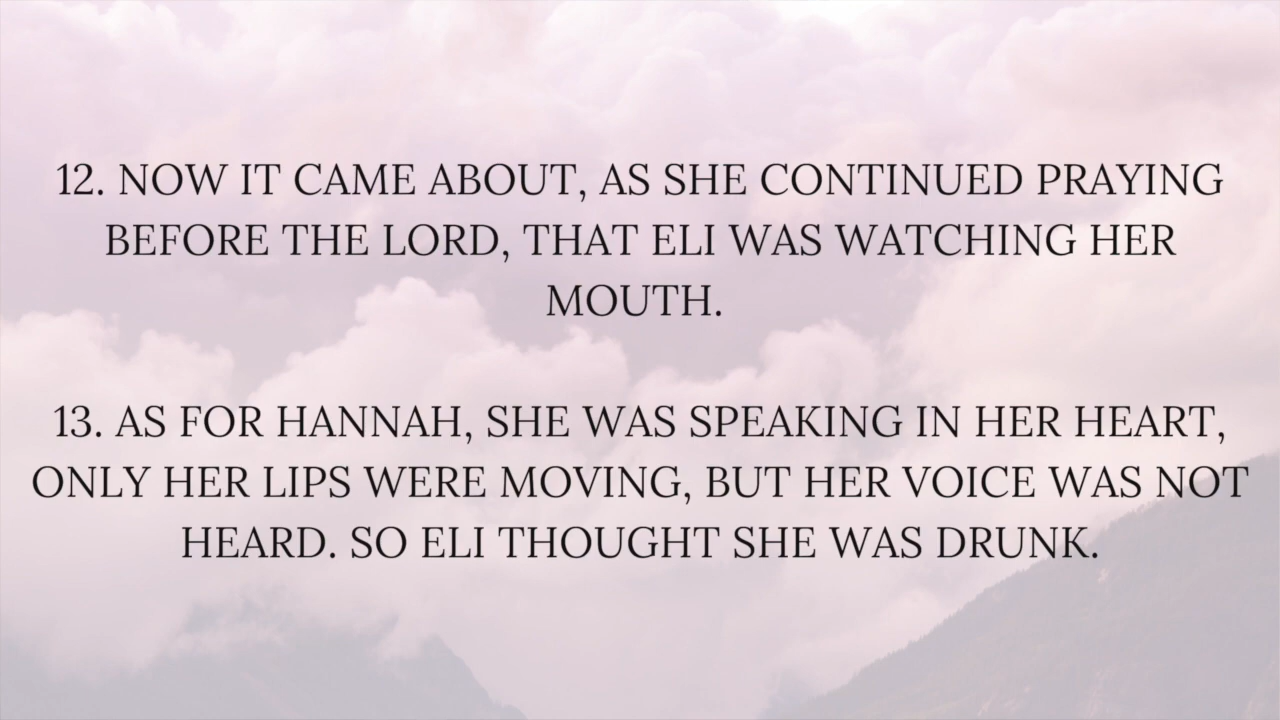 12. NOW IT CAME ABOUT, AS SHE CONTINUED PRAYING
BEFORE THE LORD, THAT ELI WAS WATCHING HER
MOUTH.
13. AS FOR HANNAH, SHE WAS SPEAKING IN HER HEART,
ONLY HER LIPS WERE MOVING, BUT HER VOICE WAS NOT
HEARD. SO ELI THOUGHT SHE WAS DRUNK.